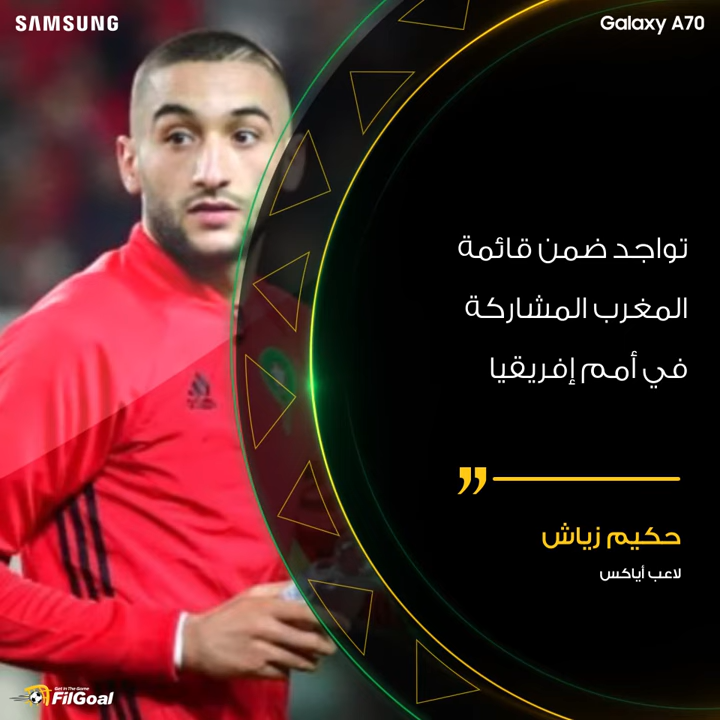 SAMSUNG
Galaxy A70
تواجد ضمن قائمة
المغرب المشاركة
في أمم إفريقيا
حكيم زياش
لاعب أياكس
Get In The Game
FilGoal